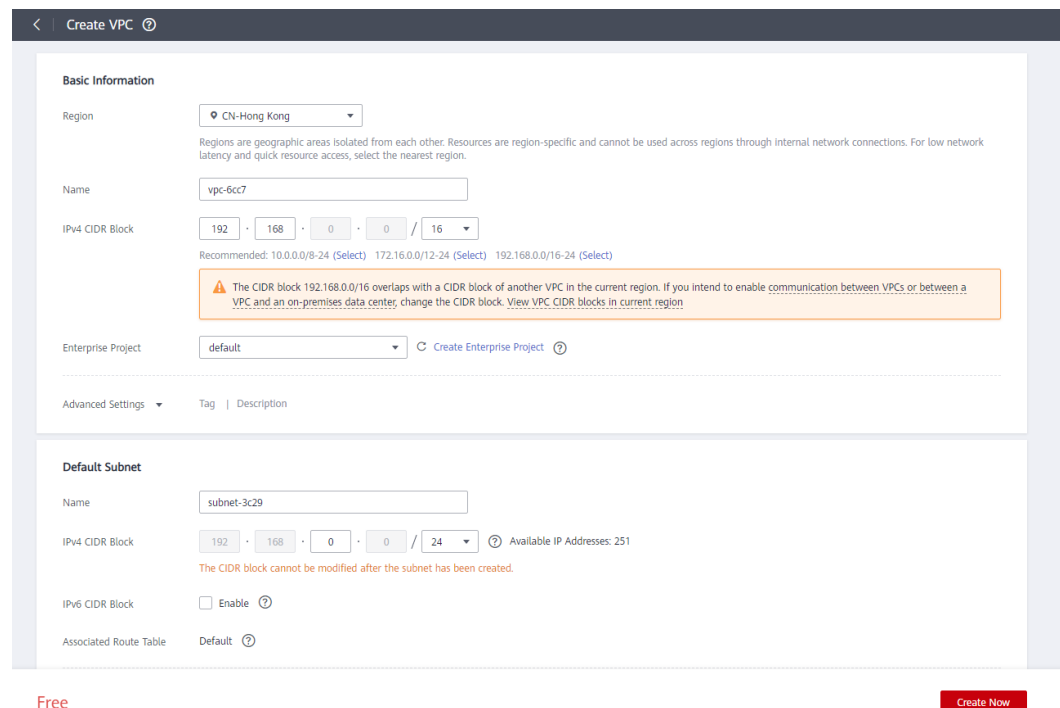 Create VPC ?
Basic Information
Region CN-Hong Kong
Regions are geographic areas isolated from each other. Resources are region-specific and cannot be used across regions through internal network connections. For low network
latency and quick resource access, select the nearest region.
Name vpc-6cc7
IPv4 CIDR Block 192 · 168 · 0 · 0 / 16
Recommended: 10.0.0.0/8-24 (Select) 172.16.0.0/12-24 (Select) 192.168.0.0/16-24 (Select)
The CIDR block 192.168.0.0/16 overlaps with a CIDR block of another VPC in the current region. If you intend to enable communication between VPCs or between a
VPC and an on-premises data center, change the CIDR block. View VPC CIDR blocks in current region
Enterprise Project default Create Enterprise Project ?
Advanced Settings Tag | Description
Default Subnet
Name subnet-3c29
IPv4 CIDR Block 192 · 168 · 0 · 0 / 24 ? Available IP Addresses: 251
The CIDR block cannot be modified after the subnet has been created.
IPv6 CIDR Block Enable ?
Associated Route Table Default ?
Free Create Now